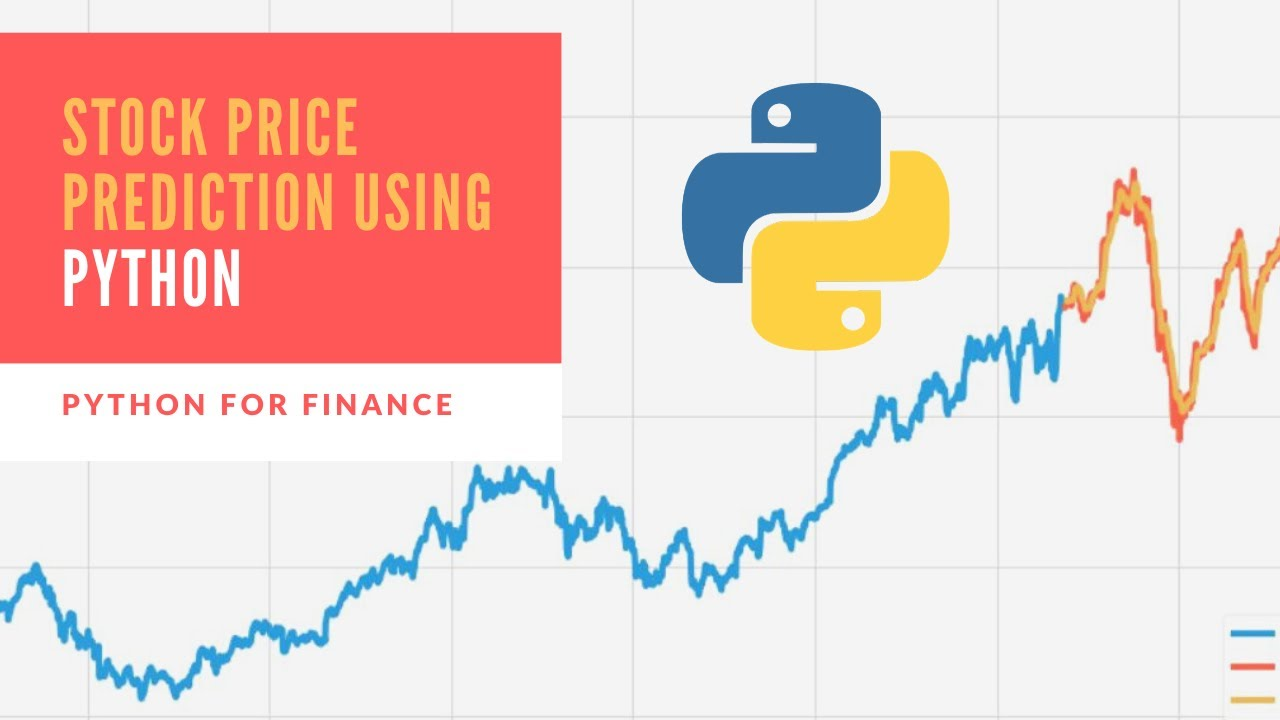 STOCK PRICE
PREDICTION USING
PYTHON
PYTHON FOR FINANCE